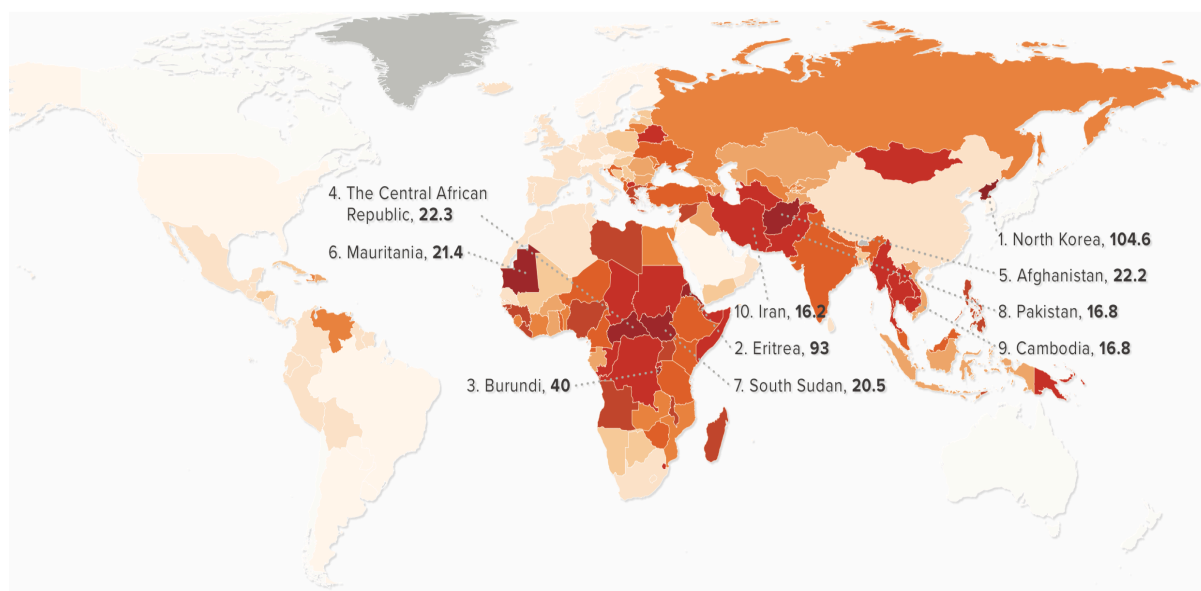 4. The Central African
Republic, 22.3
6. Mauritania, 21.4
1. North Korea, 104.6
5. Afghanistan, 22.2
10. Iran, 16.2
8. Pakistan, 16.8
2. Eritrea, 93
9. Cambodia, 16.8
3. Burundi, 40
7. South Sudan, 20.5